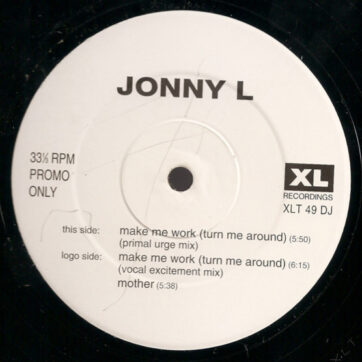 JONNY L
33⅓ RPM
PROMO
ONLY
XL
RECORDINGS
XLT 49 DJ
this side: make me work (turn me around) (5:50)
(primal urge mix)
logo side: make me work (turn me around) (6:15)
(vocal excitement mix)
mother (5:38)